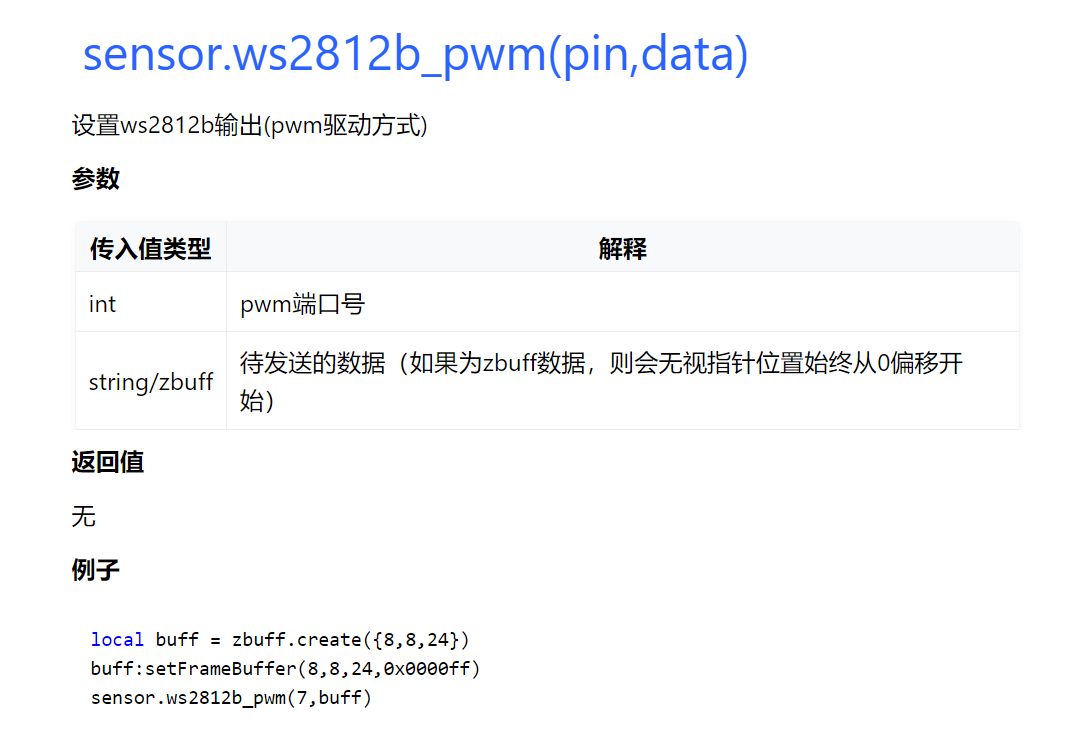 sensor.ws2812b_pwm(pin,data)
设置ws2812b输出(pwm驱动方式)
参数
传入值类型 解释
int pwm端口号
string/zbuff 待发送的数据（如果为zbuff数据，则会无视指针位置始终从0偏移开
始）
返回值
无
例子
local buff = zbuff.create({8,8,24})
buff:setFrameBuffer(8,8,24,0x0000ff)
sensor.ws2812b_pwm(7,buff)